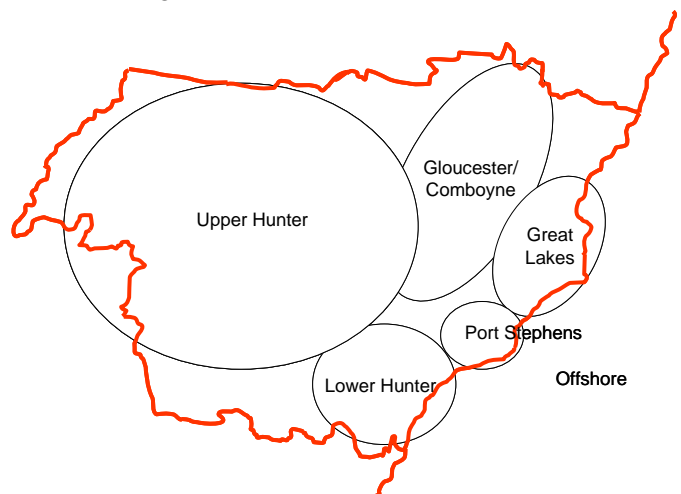 Gloucester/
Comboyne
Upper Hunter
Great
Lakes
Port Stephens
Offshore
Lower Hunter